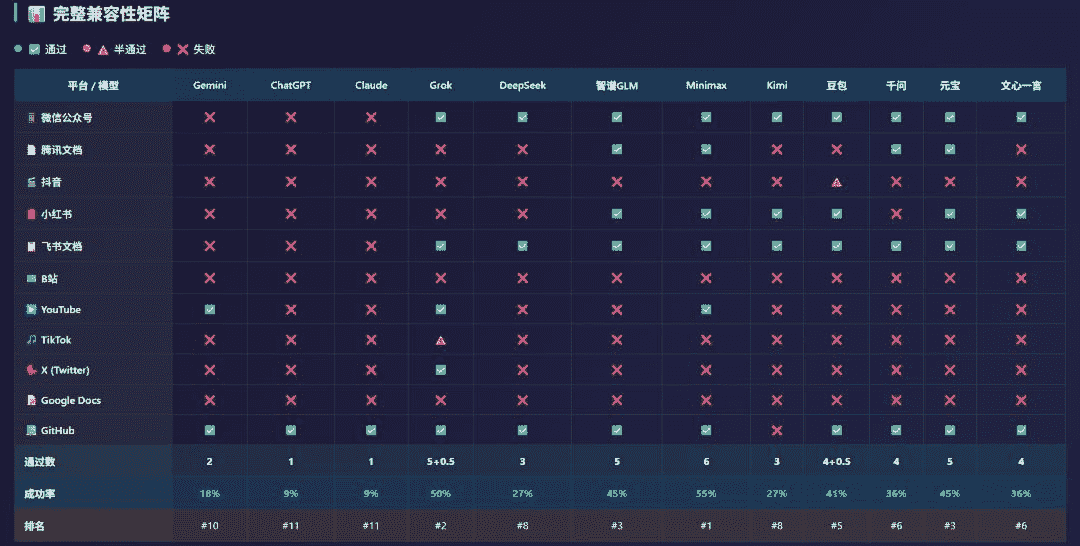 完整兼容性矩阵
通过 半通过 失败
平台 / 模型 Gemini ChatGPT Claude Grok DeepSeek 智谱GLM Minimax Kimi 豆包 千问 元宝 文心一言
微信公众号
腾讯文档
抖音
小红书
飞书文档
B站
YouTube
TikTok
X (Twitter)
Google Docs
GitHub
通过数 2 1 1 5+0.5 3 5 6 3 4+0.5 4 5 4
成功率 18% 9% 9% 50% 27% 45% 55% 27% 41% 36% 45% 36%
排名 #10 #11 #11 #2 #8 #3 #1 #8 #5 #6 #3 #6